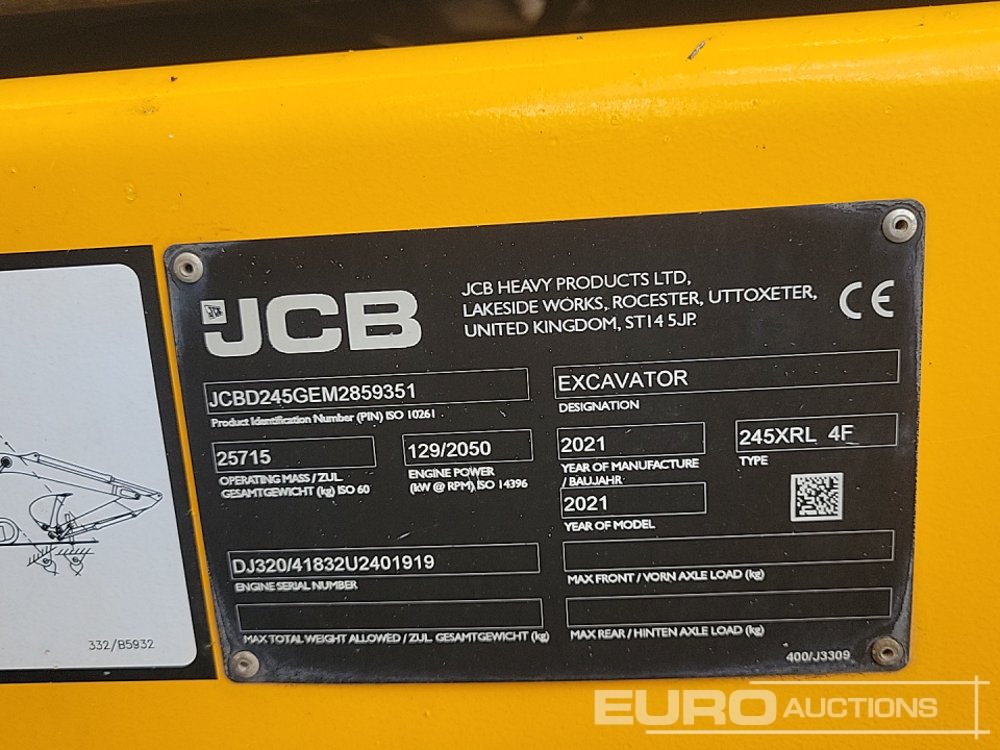 JCB
JCB HEAVY PRODUCTS LTD,
LAKESIDE WORKS, ROCESTER, UTTOXETER,
UNITED KINGDOM, ST14 5JP.
CE
JCBD245GEM2859351
Product Identification Number (PIN) ISO 10261
EXCAVATOR
DESIGNATION
25715
OPERATING MASS / ZUL.
GESAMTGEWICHT (kg) ISO 60
129/2050
ENGINE POWER
(kW @ RPM) ISO 14396
2021
YEAR OF MANUFACTURE
/ BAUJAHR
245XRL 4F
TYPE
2021
YEAR OF MODEL
DJ320/41832U2401919
ENGINE SERIAL NUMBER
MAX FRONT / VORN AXLE LOAD (kg)
MAX TOTAL WEIGHT ALLOWED / ZUL. GESAMTGEWICHT (kg)
MAX REAR / HINTEN AXLE LOAD (kg)
400/J3309
332/B5932
EURO AUCTIONS